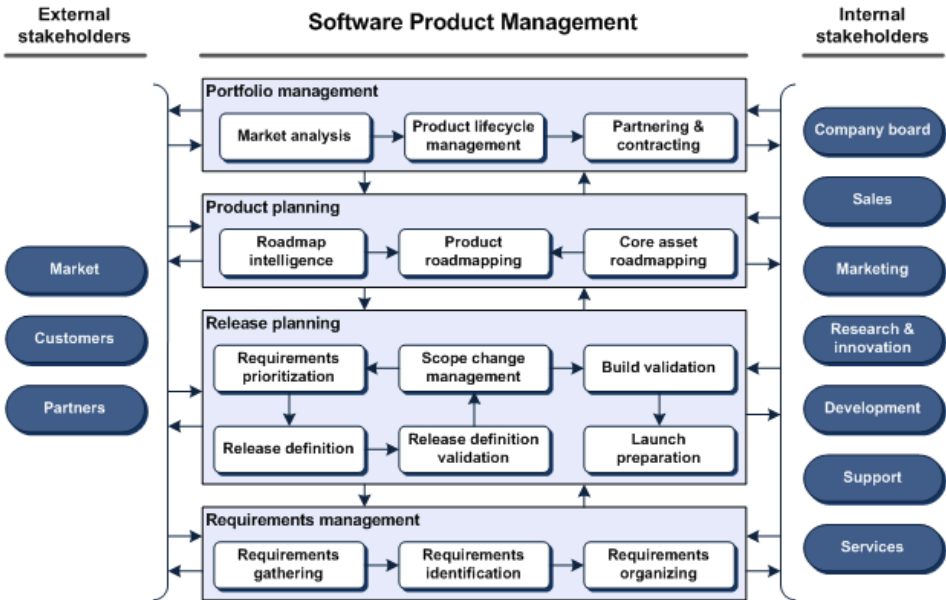 External
stakeholders
Software Product Management
Internal
stakeholders
Portfolio management
Market analysis
Product lifecycle
management
Partnering &
contracting
Product planning
Roadmap
intelligence
Product
roadmapping
Core asset
roadmapping
Release planning
Requirements
prioritization
Scope change
management
Build validation
Release definition
Release definition
validation
Launch
preparation
Requirements management
Requirements
gathering
Requirements
identification
Requirements
organizing
Market
Customers
Partners
Company board
Sales
Marketing
Research &
innovation
Development
Support
Services